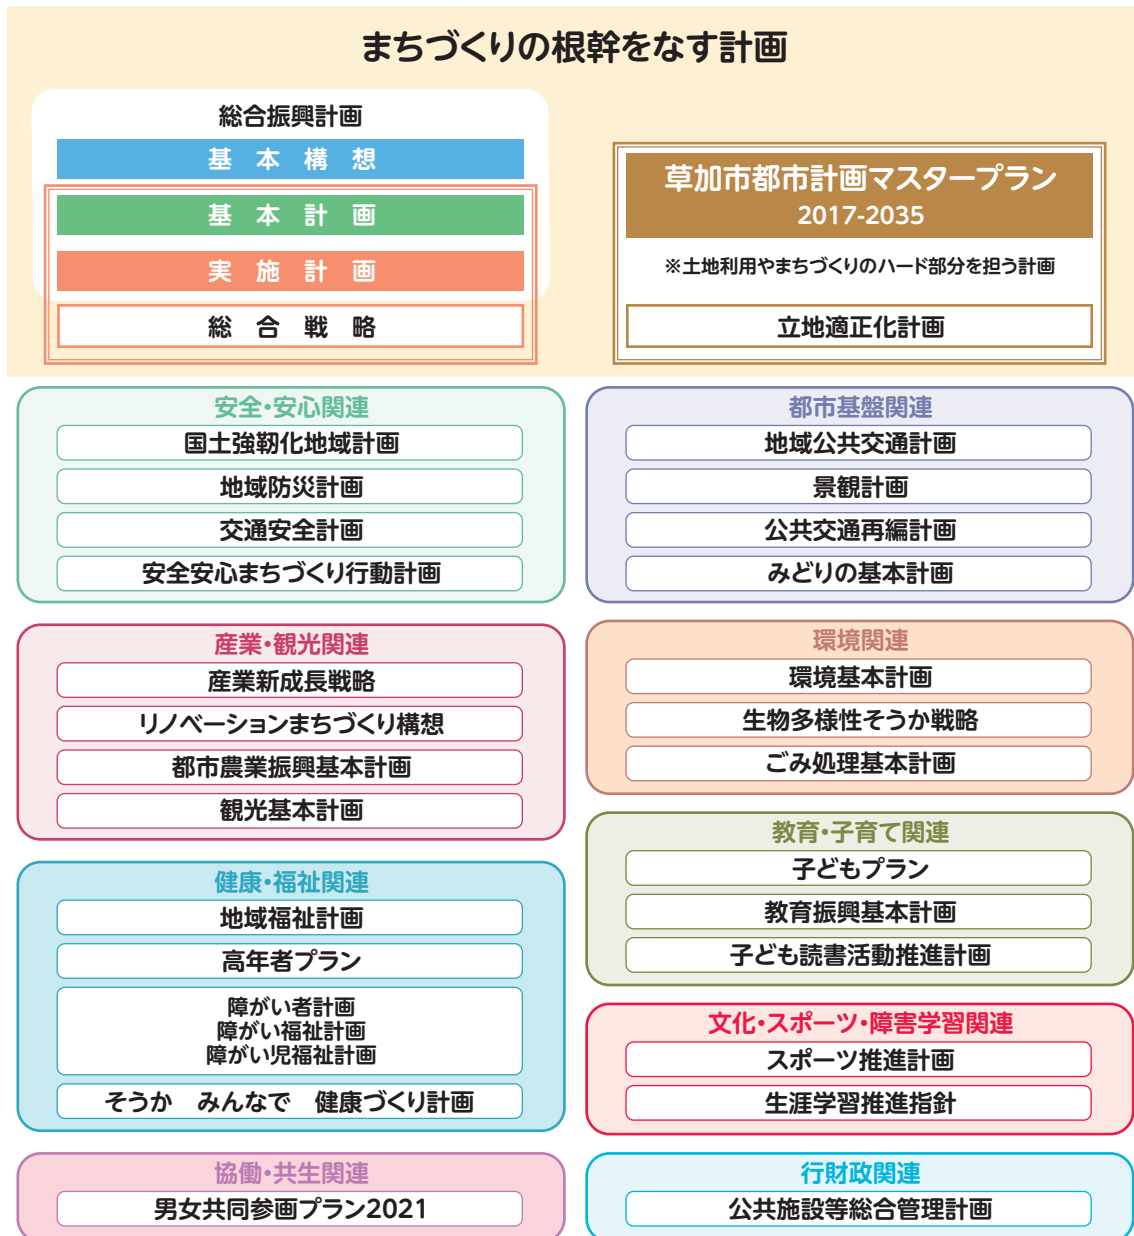 まちづくりの根幹をなす計画
総合振興計画
基本構想
基本計画
実施計画
総合戦略
草加市都市計画マスタープラン
2017-2035
※土地利用やまちづくりのハード部分を担う計画
立地適正化計画
安全・安心関連
国土強靭化地域計画
地域防災計画
交通安全計画
安全安心まちづくり行動計画
産業・観光関連
産業新成長戦略
リノベーションまちづくり構想
都市農業振興基本計画
観光基本計画
健康・福祉関連
地域福祉計画
高年者プラン
障がい者計画
障がい福祉計画
障がい児福祉計画
そうか　みんなで　健康づくり計画
協働・共生関連
男女共同参画プラン2021
都市基盤関連
地域公共交通計画
景観計画
公共交通再編計画
みどりの基本計画
環境関連
環境基本計画
生物多様性そうか戦略
ごみ処理基本計画
教育・子育て関連
子どもプラン
教育振興基本計画
子ども読書活動推進計画
文化・スポーツ・障害学習関連
スポーツ推進計画
生涯学習推進指針
行財政関連
公共施設等総合管理計画